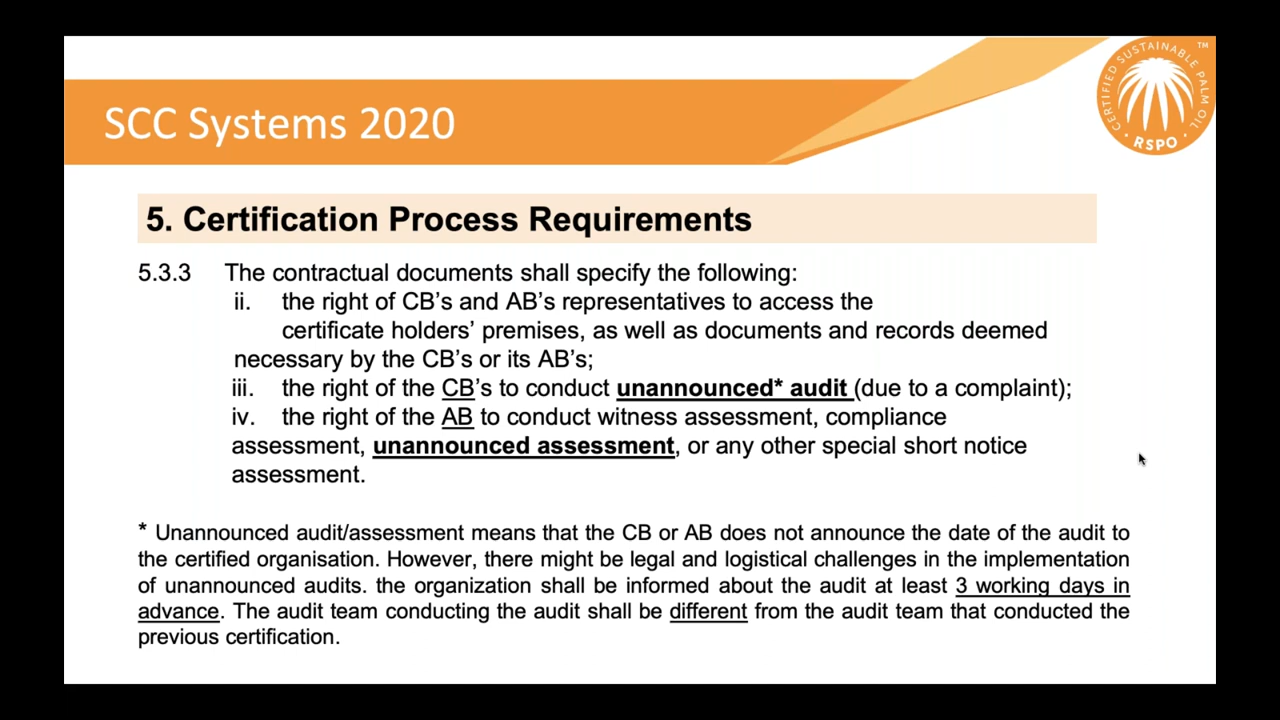 SCC Systems 2020
CERTIFIED SUSTAINABLE PALM OIL
TM
RSPO
5. Certification Process Requirements
5.3.3 The contractual documents shall specify the following:
ii. the right of CB’s and AB’s representatives to access the
certificate holders’ premises, as well as documents and records deemed
necessary by the CB’s or its AB’s;
iii. the right of the CB’s to conduct unannounced* audit (due to a complaint);
iv. the right of the AB to conduct witness assessment, compliance
assessment, unannounced assessment, or any other special short notice
assessment.
* Unannounced audit/assessment means that the CB or AB does not announce the date of the audit to
the certified organisation. However, there might be legal and logistical challenges in the implementation
of unannounced audits. the organization shall be informed about the audit at least 3 working days in
advance. The audit team conducting the audit shall be different from the audit team that conducted the
previous certification.